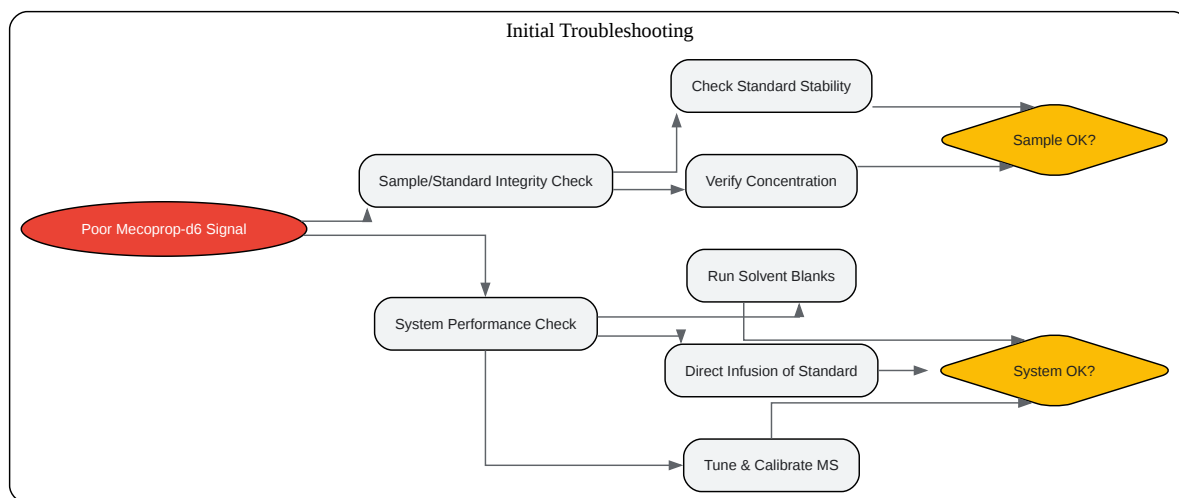 Initial Troubleshooting
Check Standard Stability
Sample OK?
Sample/Standard Integrity Check
Verify Concentration
Poor Mecoprop-d6 Signal
Run Solvent Blanks
System Performance Check
Direct Infusion of Standard
System OK?
Tune & Calibrate MS